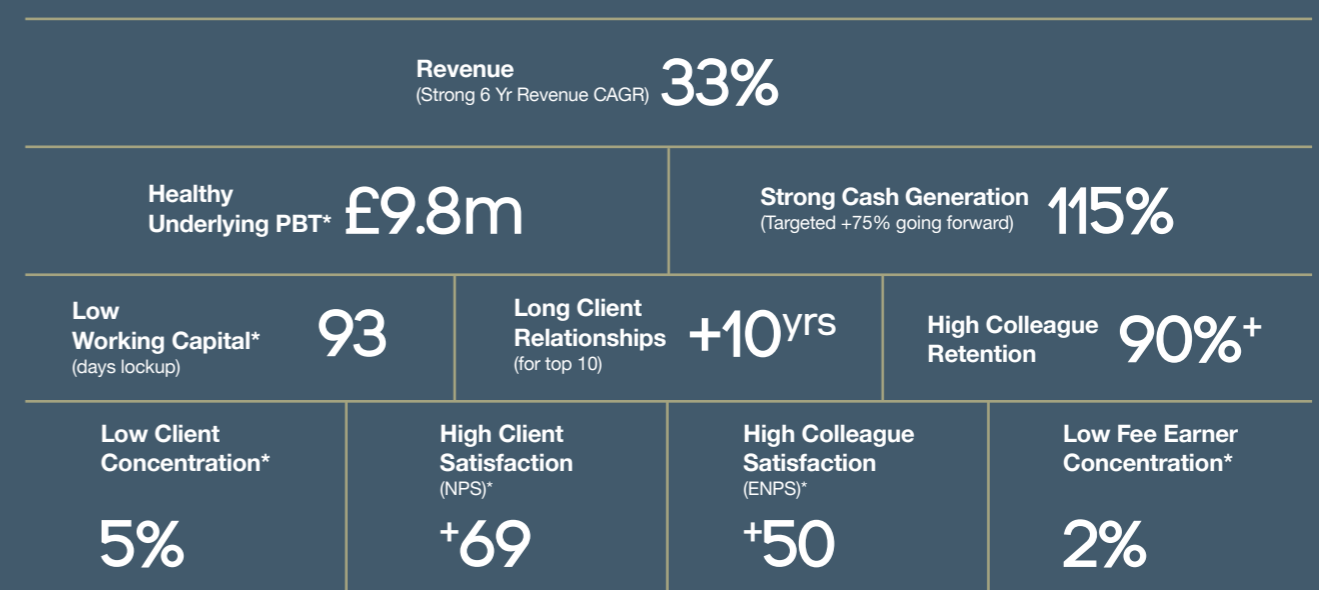 Revenue
(Strong 6 Yr Revenue CAGR)
33%
Healthy
Underlying PBT*
£9.8m
Strong Cash Generation
(Targeted +75% going forward)
115%
Low
Working Capital*
(days lockup)
93
Long Client
Relationships
(for top 10)
+10yrs
High Colleague
Retention
90%+
Low Client
Concentration*
5%
High Client
Satisfaction
(NPS)*
+69
High Colleague
Satisfaction
(ENPS)*
+50
Low Fee Earner
Concentration*
2%